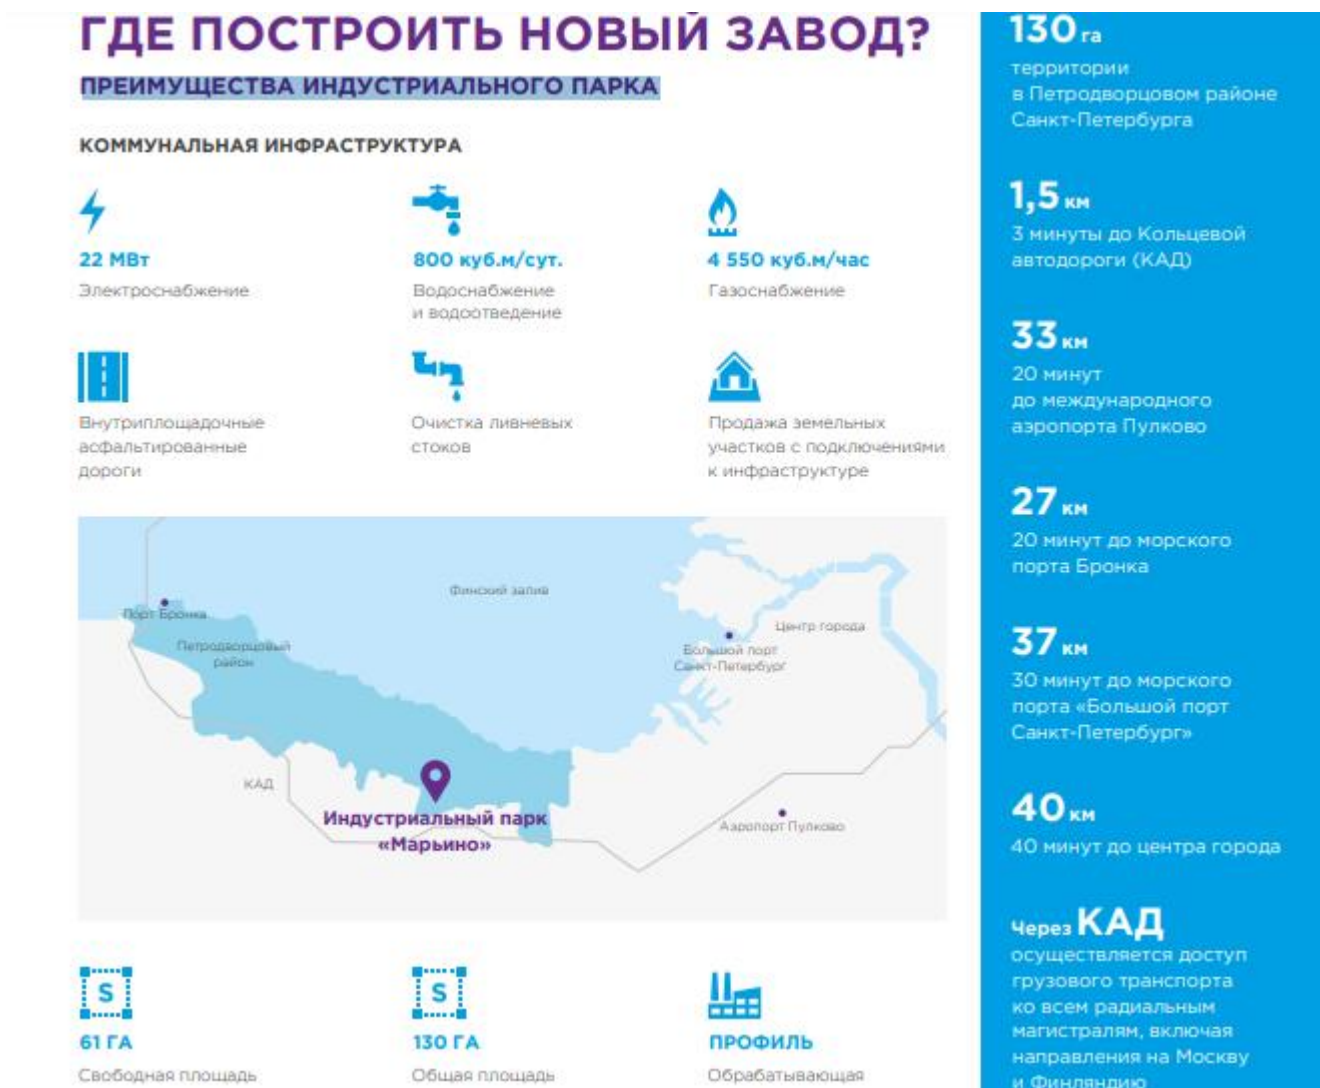 ГДЕ ПОСТРОИТЬ НОВЫЙ ЗАВОД?
ПРЕИМУЩЕСТВА ИНДУСТРИАЛЬНОГО ПАРКА
КОММУНАЛЬНАЯ ИНФРАСТРУКТУРА
22 МВт
Электроснабжение
800 куб.м/сут.
Водоснабжение
и водоотведение
4 550 куб.м/час
Газоснабжение
Внутриплощадочные
асфальтированные
дороги
Очистка ливневых
стоков
Продажа земельных
участков с подключениями
к инфраструктуре
Финский залив
Порт Бронка
Петродворцовый
район
Центр города
Большой порт
Санкт-Петербург
КАД
Индустриальный парк
«Марьино»
Аэропорт Пулково
S
61 ГА
Свободная площадь
S
130 ГА
Общая площадь
ПРОФИЛЬ
Обрабатывающая
130 га
территории
в Петродворцовом районе
Санкт-Петербурга
1,5 км
3 минуты до Кольцевой
автодороги (КАД)
33 км
20 минут
до международного
аэропорта Пулково
27 км
20 минут до морского
порта Бронка
37 км
30 минут до морского
порта «Большой порт
Санкт-Петербург»
40 км
40 минут до центра города
Через КАД
осуществляется доступ
грузового транспорта
ко всем радиальным
магистралям, включая
направления на Москву
и Финляндию